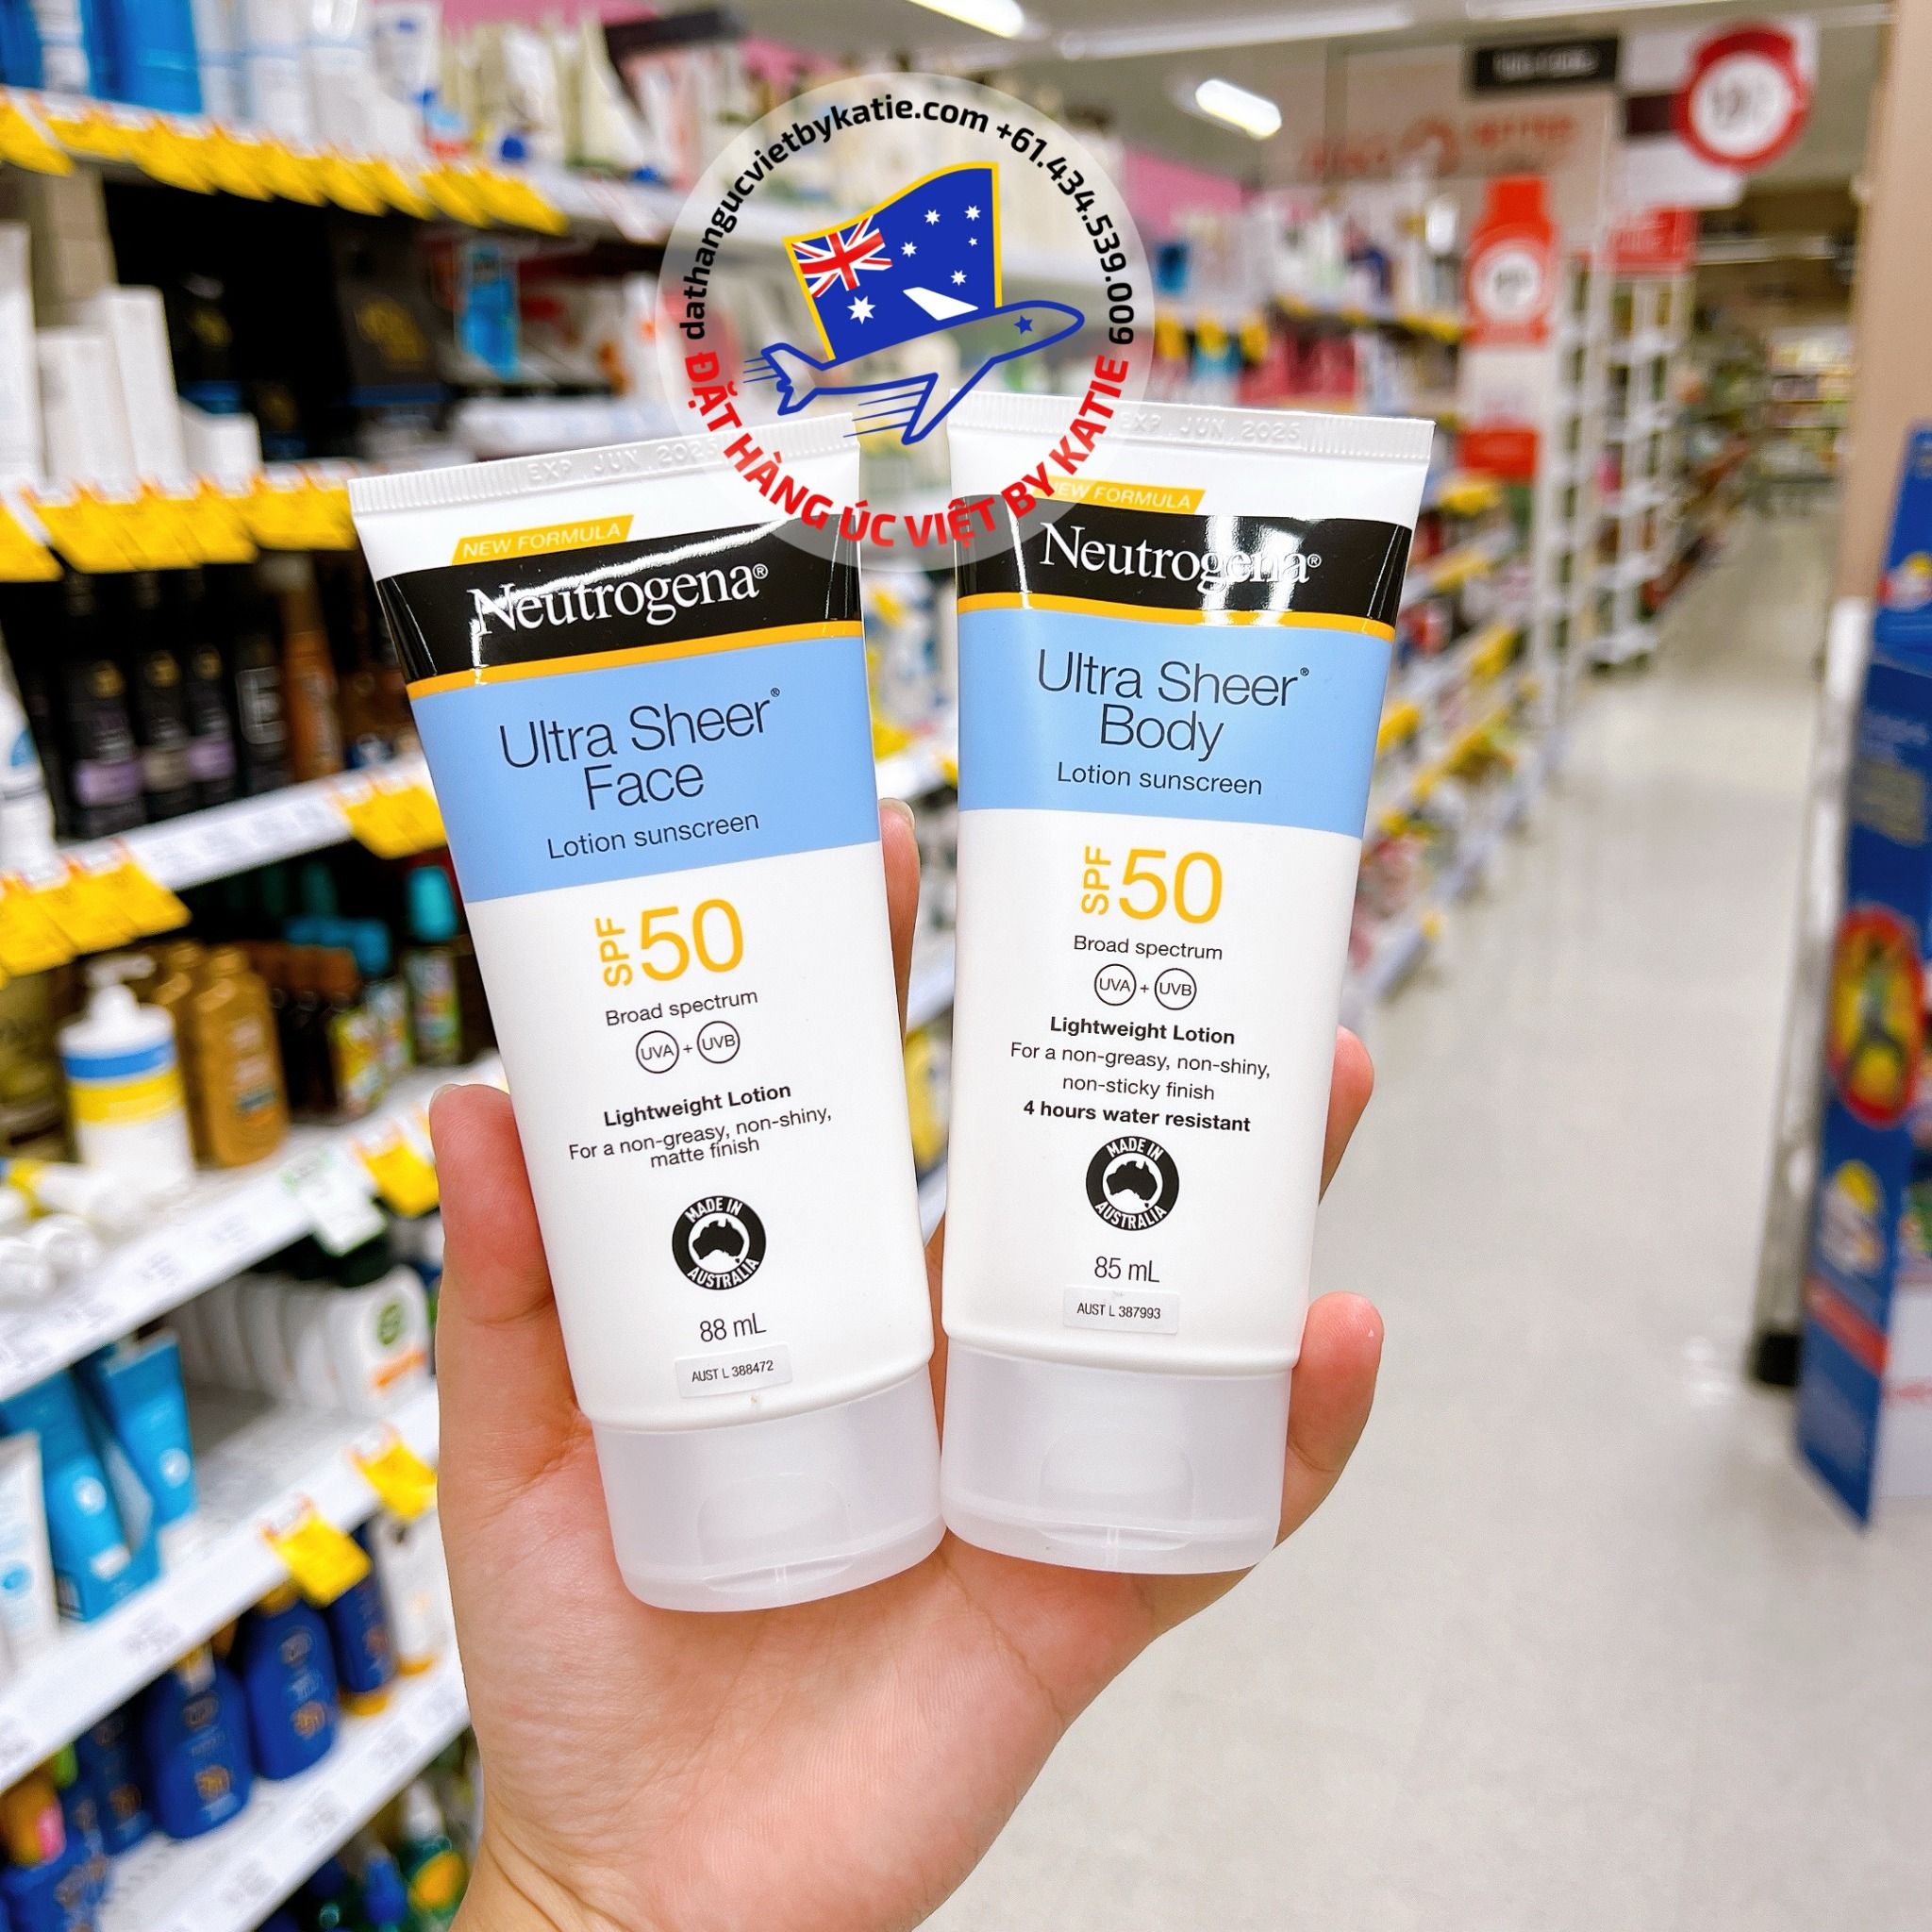 dathangucvietbykatie.com +61.434.539.009
ĐẶT HÀNG ÚC VIỆT BY KATIE
EXP JUN 2026
NEW FORMULA
Neutrogena®
Ultra Sheer®
Face
Lotion sunscreen
SPF 50
Broad spectrum
UVA + UVB
Lightweight Lotion
For a non-greasy, non-shiny,
matte finish
MADE IN
AUSTRALIA
88 mL
AUST L 388472
EXP JUN 2026
NEW FORMULA
Neutrogena®
Ultra Sheer®
Body
Lotion sunscreen
SPF 50
Broad spectrum
UVA + UVB
Lightweight Lotion
For a non-greasy, non-shiny,
non-sticky finish
4 hours water resistant
MADE IN
AUSTRALIA
85 mL
AUST L 387993